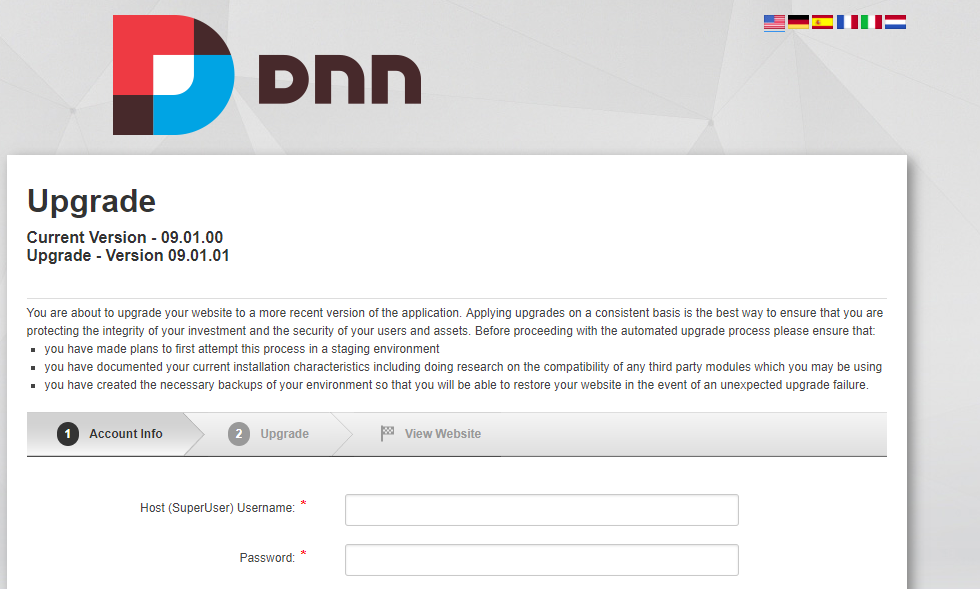 DNN
Upgrade
Current Version - 09.01.00
Upgrade - Version 09.01.01
You are about to upgrade your website to a more recent version of the application. Applying upgrades on a consistent basis is the best way to ensure that you are
protecting the integrity of your investment and the security of your users and assets. Before proceeding with the automated upgrade process please ensure that:
you have made plans to first attempt this process in a staging environment
you have documented your current installation characteristics including doing research on the compatibility of any third party modules which you may be using
you have created the necessary backups of your environment so that you will be able to restore your website in the event of an unexpected upgrade failure.
1 Account Info 2 Upgrade View Website
Host (SuperUser) Username: *
Password: *